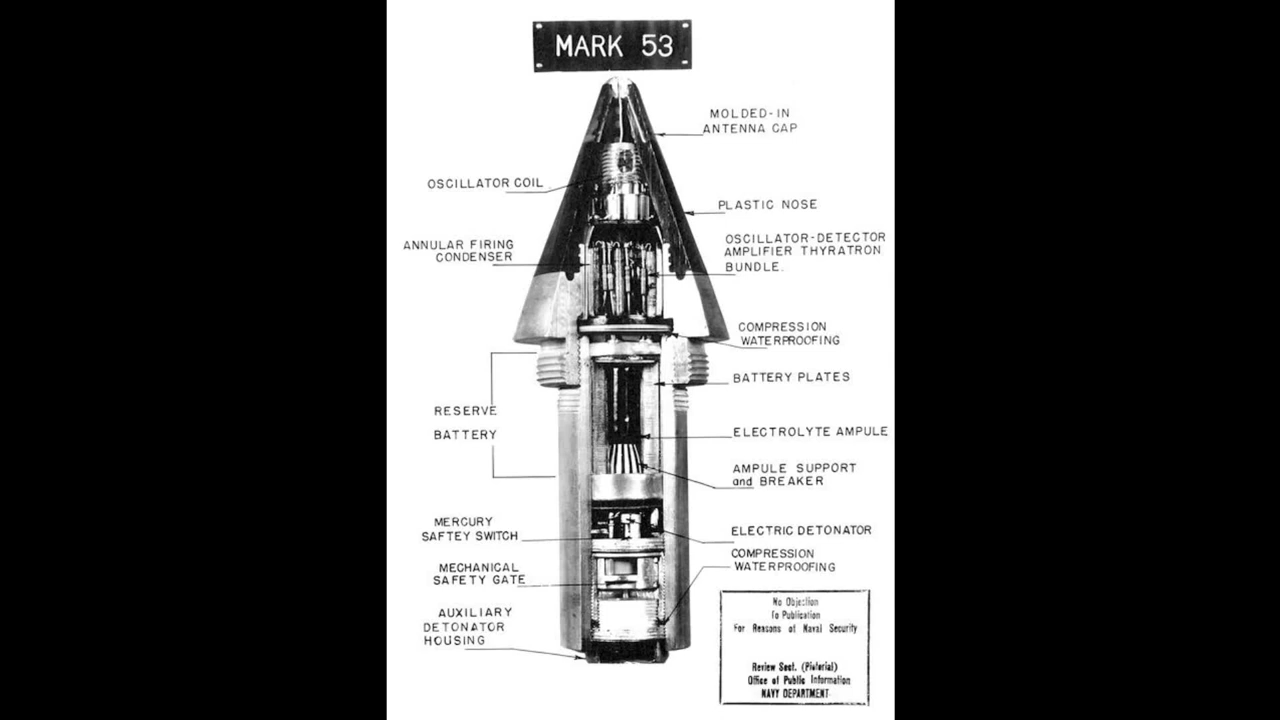 MARK 53
MOLDED-IN
ANTENNA CAP
OSCILLATOR COIL
PLASTIC NOSE
ANNULAR FIRING
CONDENSER
OSCILLATOR-DETECTOR
AMPLIFIER THYRATRON
BUNDLE.
COMPRESSION
WATERPROOFING
BATTERY PLATES
RESERVE
BATTERY
ELECTROLYTE AMPULE
AMPULE SUPPORT
and BREAKER
MERCURY
SAFTEY SWITCH
ELECTRIC DETONATOR
COMPRESSION
WATERPROOFING
MECHANICAL
SAFETY GATE
AUXILIARY
DETONATOR
HOUSING
No Objection
To Publication
For Reasons of Naval Security
Review Sect. (Pictorial)
Office of Public Information
NAVY DEPARTMENT